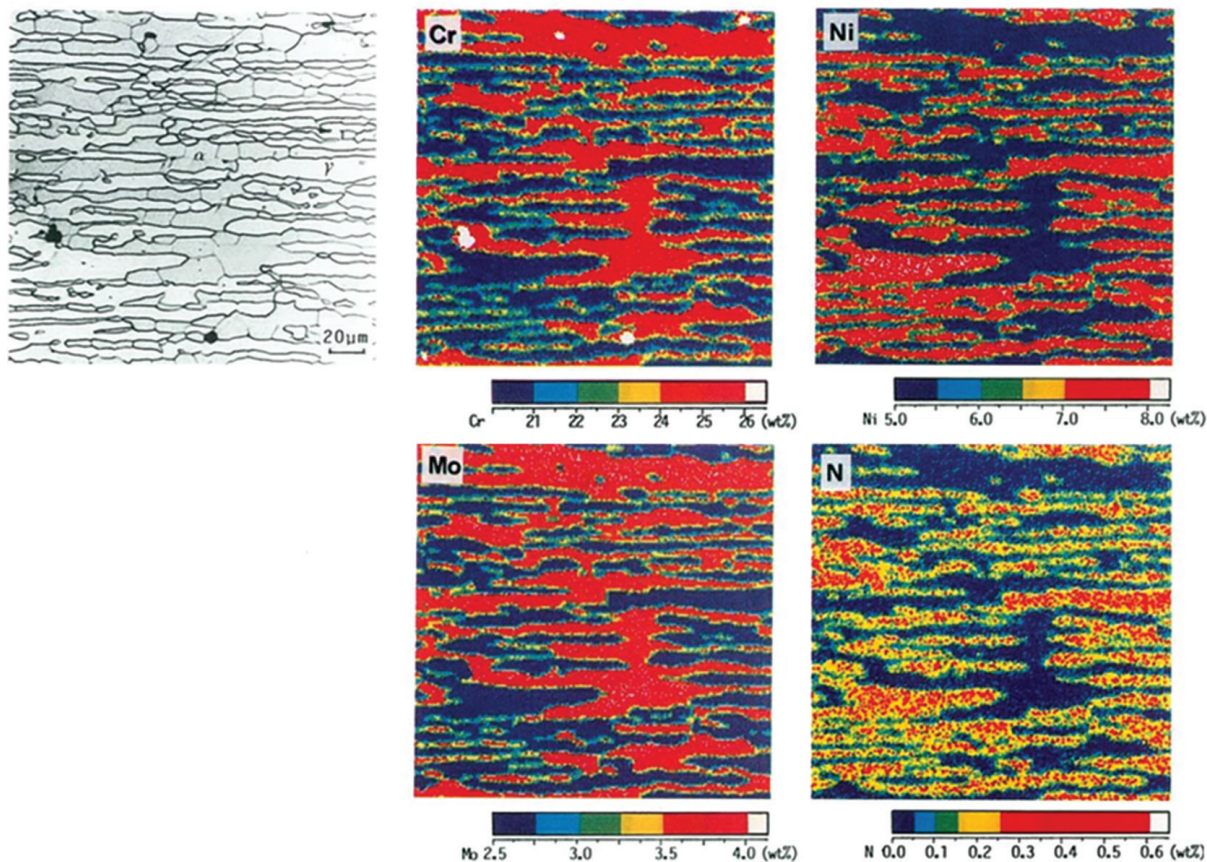 Cr
Ni
α
γ
20μm
Cr 21 22 23 24 25 26 (wt%)
Ni 5.0 6.0 7.0 8.0 (wt%)
Mo
N
Mo 2.5 3.0 3.5 4.0 (wt%)
N 0.0 0.1 0.2 0.3 0.4 0.5 0.6 (wt%)